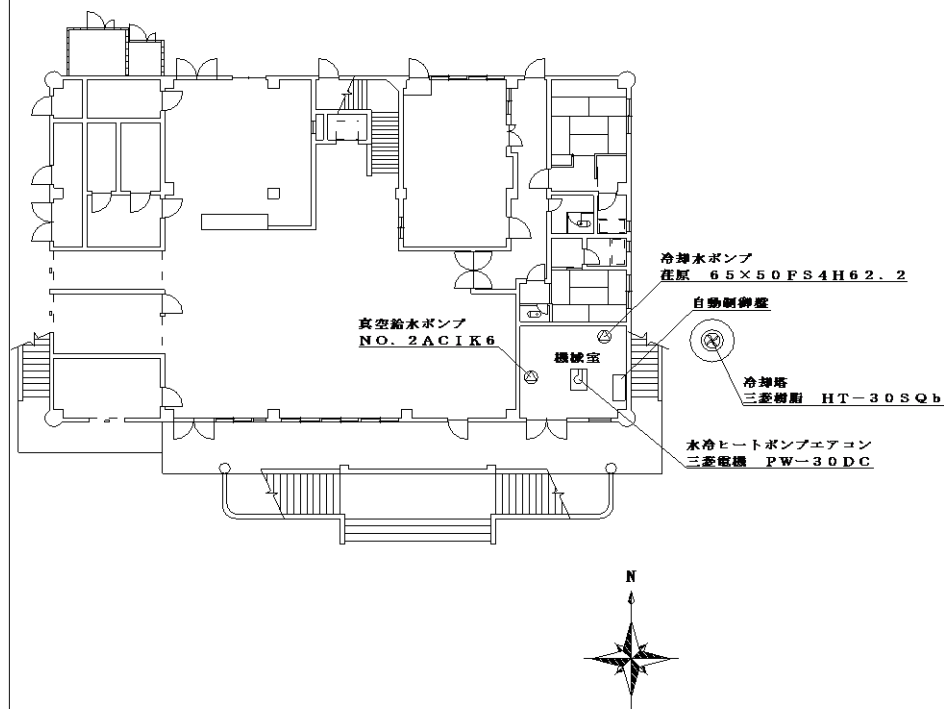 冷却水ポンプ
荏原 65×50FS4H62.2
自動制御盤
真空給水ポンプ
NO.2ACIK6
機械室
冷却塔
三菱樹脂 HT-30SQb
水冷ヒートポンプエアコン
三菱電機 PW-30DC
N